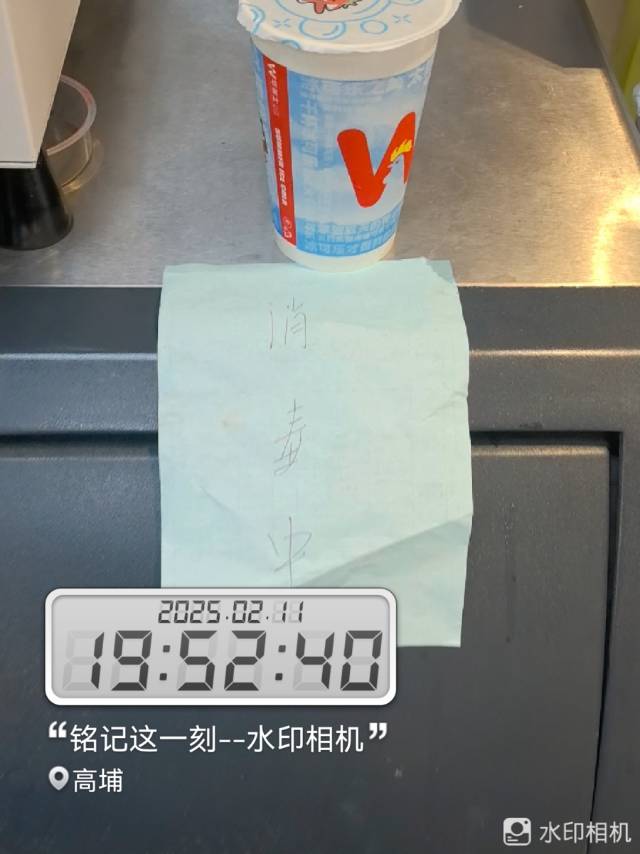 W
消
毒
中
2025.02.11
19:52:40
“铭记这一刻--水印相机”
高埔
水印相机